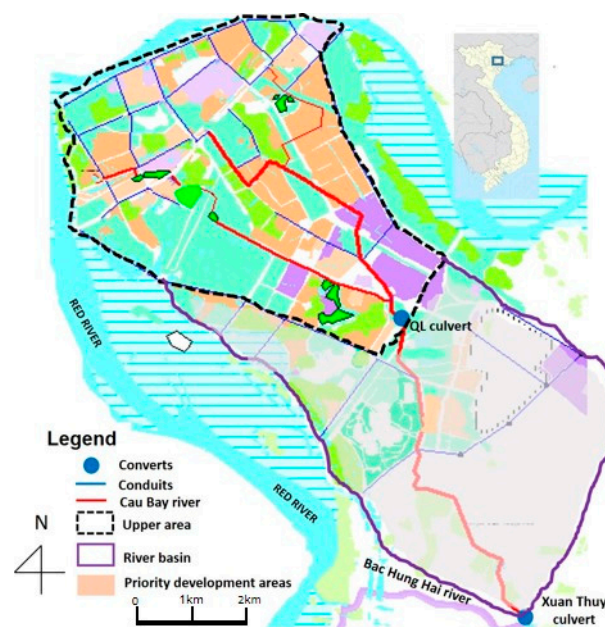 QL culvert
RED RIVER
RED RIVER
Legend
Converts
Conduits
Cau Bay river
Upper area
River basin
Priority development areas
N
0 1km 2km
Bac Hung Hai river
Xuan Thuy
culvert